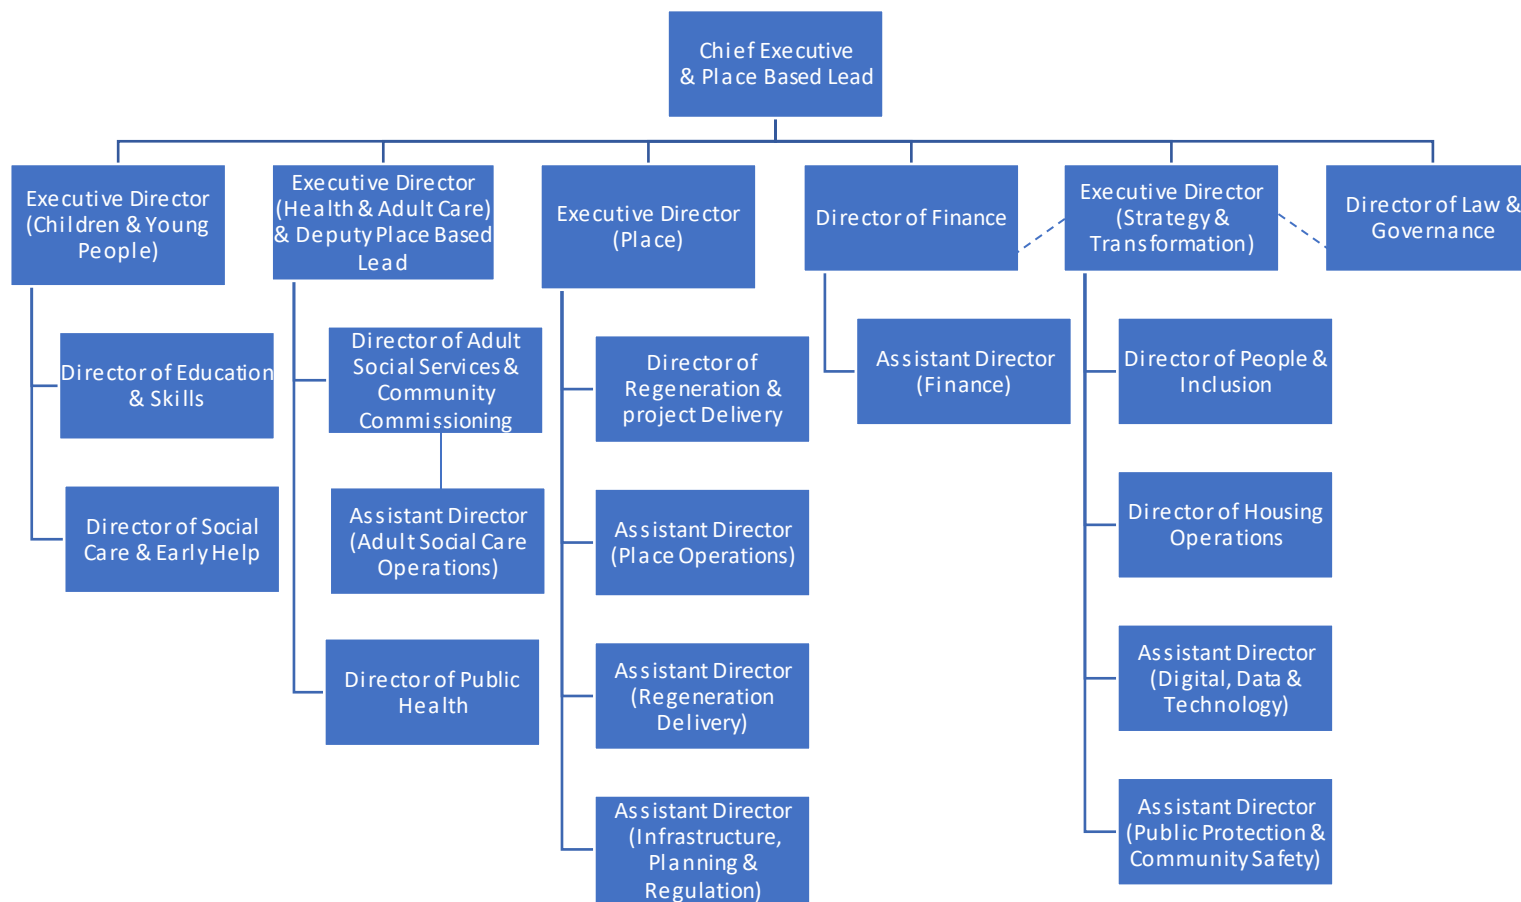 Chief Executive
& Place Based Lead
Executive Director
(Children & Young
People)
Executive Director
(Health & Adult Care)
& Deputy Place Based
Lead
Executive Director
(Place)
Director of Finance
Executive Director
(Strategy &
Transformation)
Director of Law &
Governance
Director of Education
& Skills
Director of Social
Care & Early Help
Director of Adult
Social Services &
Community
Commissioning
Assistant Director
(Adult Social Care
Operations)
Director of Public
Health
Director of
Regeneration &
project Delivery
Assistant Director
(Place Operations)
Assistant Director
(Regeneration
Delivery)
Assistant Director
(Infrastructure,
Planning &
Regulation)
Assistant Director
(Finance)
Director of People &
Inclusion
Director of Housing
Operations
Assistant Director
(Digital, Data &
Technology)
Assistant Director
(Public Protection &
Community Safety)